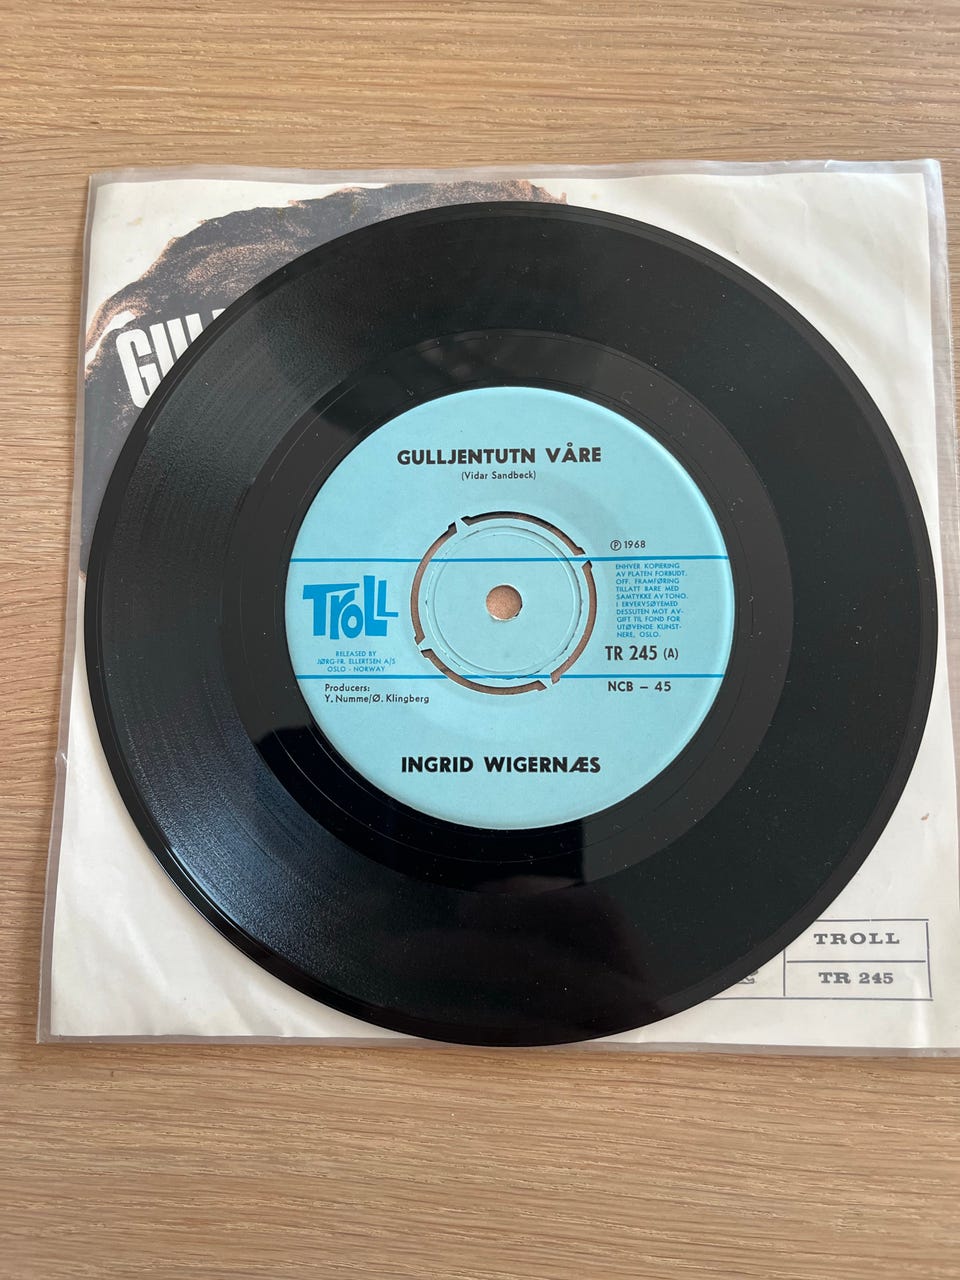 GULLJENTUTN VÅRE
(Vidar Sandbeck)
Ⓟ 1968
ENHVER KOPIERING
AV PLATEN FORBUDT.
OFF. FRAMFØRING
TILLATT BARE MED
SAMTYKKE AV TONO.
I ERVERVSØYEMED
DESSUTEN MOT AV-
GIFT TIL FOND FOR
UTØVENDE KUNST-
NERE, OSLO.
TROLL
RELEASED BY
JØRG-FR. ELLERTSEN A/S
OSLO - NORWAY
TR 245 (A)
NCB – 45
Producers:
Y. Numme/Ø. Klingberg
INGRID WIGERNÆS
TROLL
TR 245